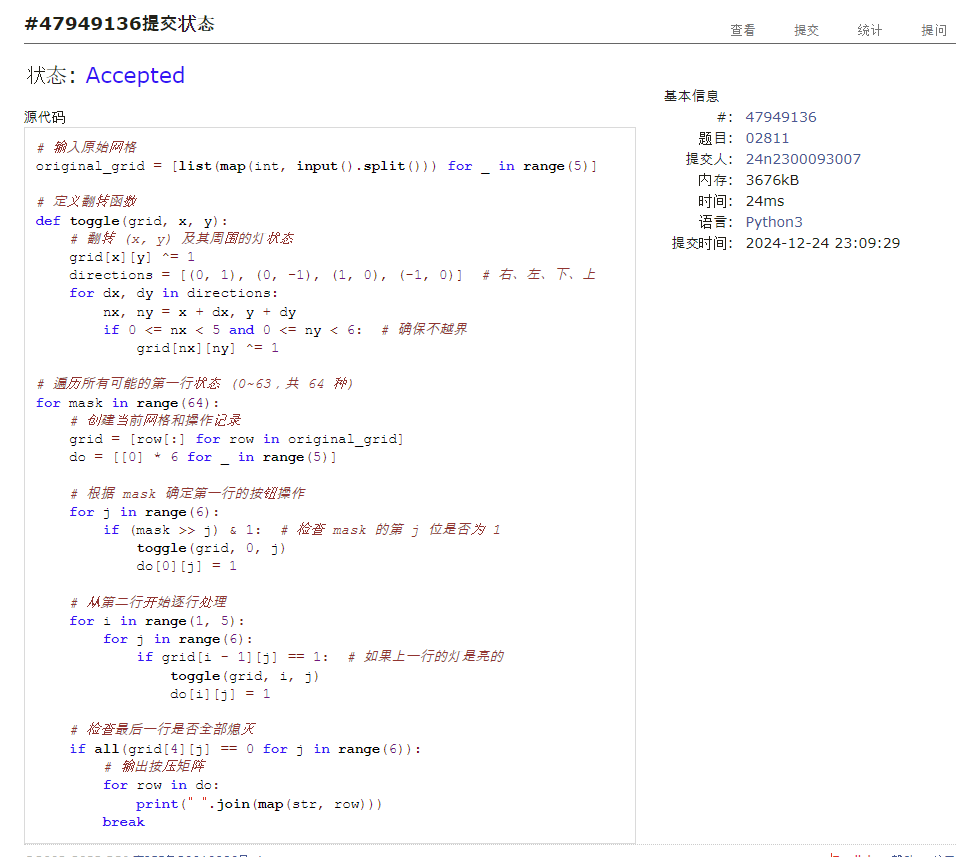 #47949136提交状态
查看 提交 统计 提问
状态: Accepted
源代码
# 输入原始网格
original_grid = [list(map(int, input().split())) for _ in range(5)]

# 定义翻转函数
def toggle(grid, x, y):
    # 翻转 (x, y) 及其周围的灯状态
    grid[x][y] ^= 1
    directions = [(0, 1), (0, -1), (1, 0), (-1, 0)]  # 右、左、下、上
    for dx, dy in directions:
        nx, ny = x + dx, y + dy
        if 0 <= nx < 5 and 0 <= ny < 6:  # 确保不越界
            grid[nx][ny] ^= 1

# 遍历所有可能的第一行状态 (0~63，共 64 种)
for mask in range(64):
    # 创建当前网格和操作记录
    grid = [row[:] for row in original_grid]
    do = [[0] * 6 for _ in range(5)]

    # 根据 mask 确定第一行的按钮操作
    for j in range(6):
        if (mask >> j) & 1:  # 检查 mask 的第 j 位是否为 1
            toggle(grid, 0, j)
            do[0][j] = 1

    # 从第二行开始逐行处理
    for i in range(1, 5):
        for j in range(6):
            if grid[i - 1][j] == 1:  # 如果上一行的灯是亮的
                toggle(grid, i, j)
                do[i][j] = 1

    # 检查最后一行是否全部熄灭
    if all(grid[4][j] == 0 for j in range(6)):
        # 输出按压矩阵
        for row in do:
            print(" ".join(map(str, row)))
        break
基本信息
#: 47949136
题目: 02811
提交人: 24n2300093007
内存: 3676kB
时间: 24ms
语言: Python3
提交时间: 2024-12-24 23:09:29